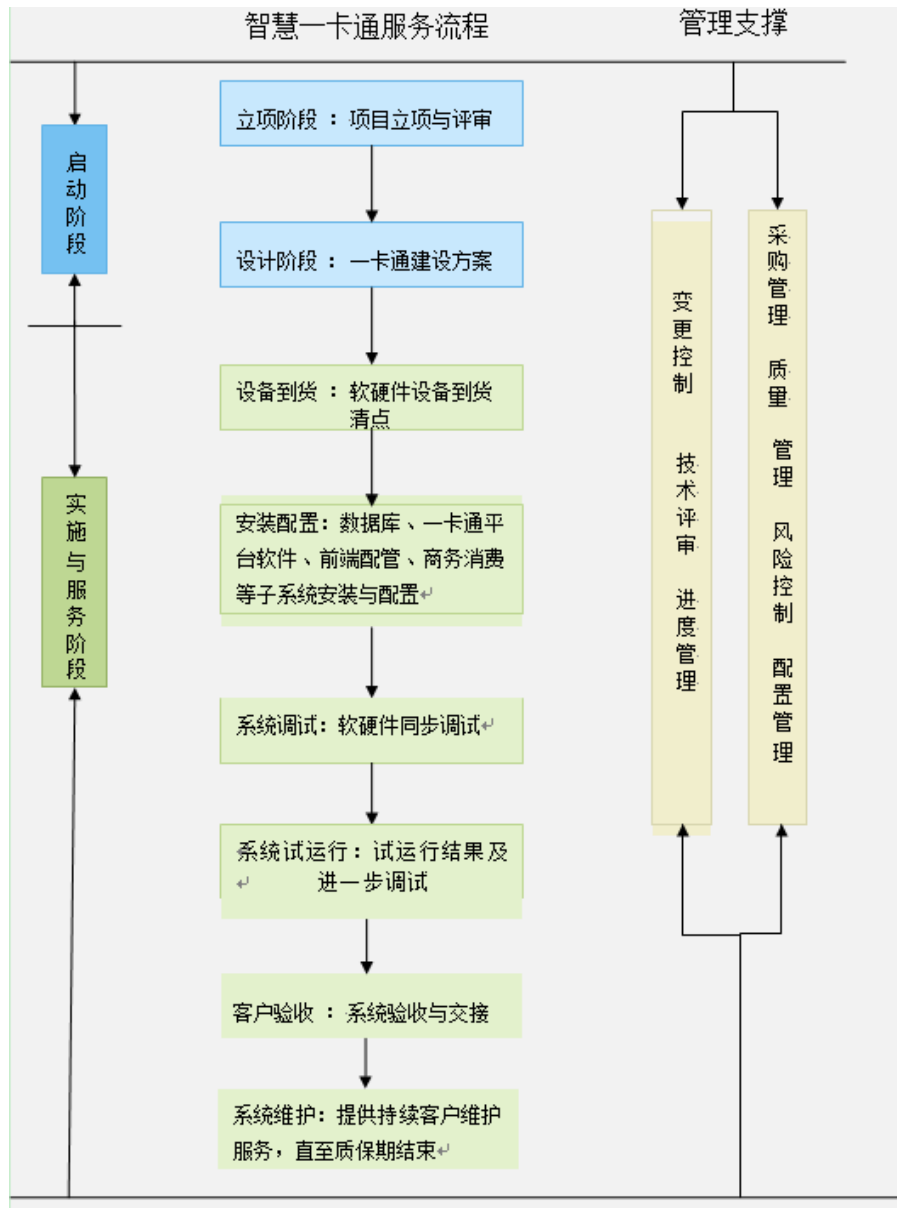 智慧一卡通服务流程
管理支撑
启动阶段
实施与服务阶段
立项阶段 ：项目立项与评审
设计阶段 ：一卡通建设方案
设备到货 ：软硬件设备到货
清点
安装配置：数据库、一卡通平
台软件、前端配管、商务消费
等子系统安装与配置↵
系统调试：软硬件同步调试↵
系统试运行：试运行结果及
↵ 进一步调试
客户验收 ：系统验收与交接
系统维护：提供持续客户维护
服务，直至质保期结束↵
变更控制 技术评审 进度管理
采购管理 质量 管理 风险控制 配置管理